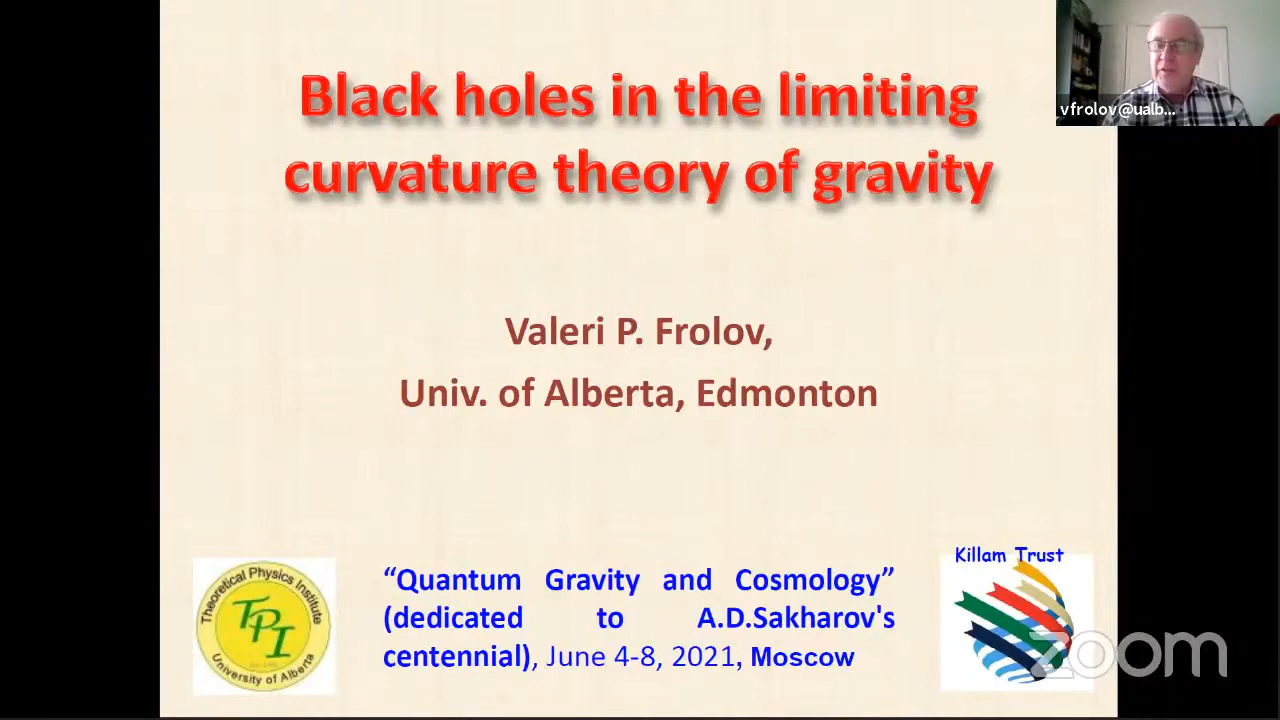 Black holes in the limiting
curvature theory of gravity
vfrolov@ualb...
Valeri P. Frolov,
Univ. of Alberta, Edmonton
“Quantum Gravity and Cosmology”
(dedicated to A.D.Sakharov's
centennial), June 4-8, 2021, Moscow
Theoretical Physics Institute
TPI
University of Alberta
Killam Trust
zoom